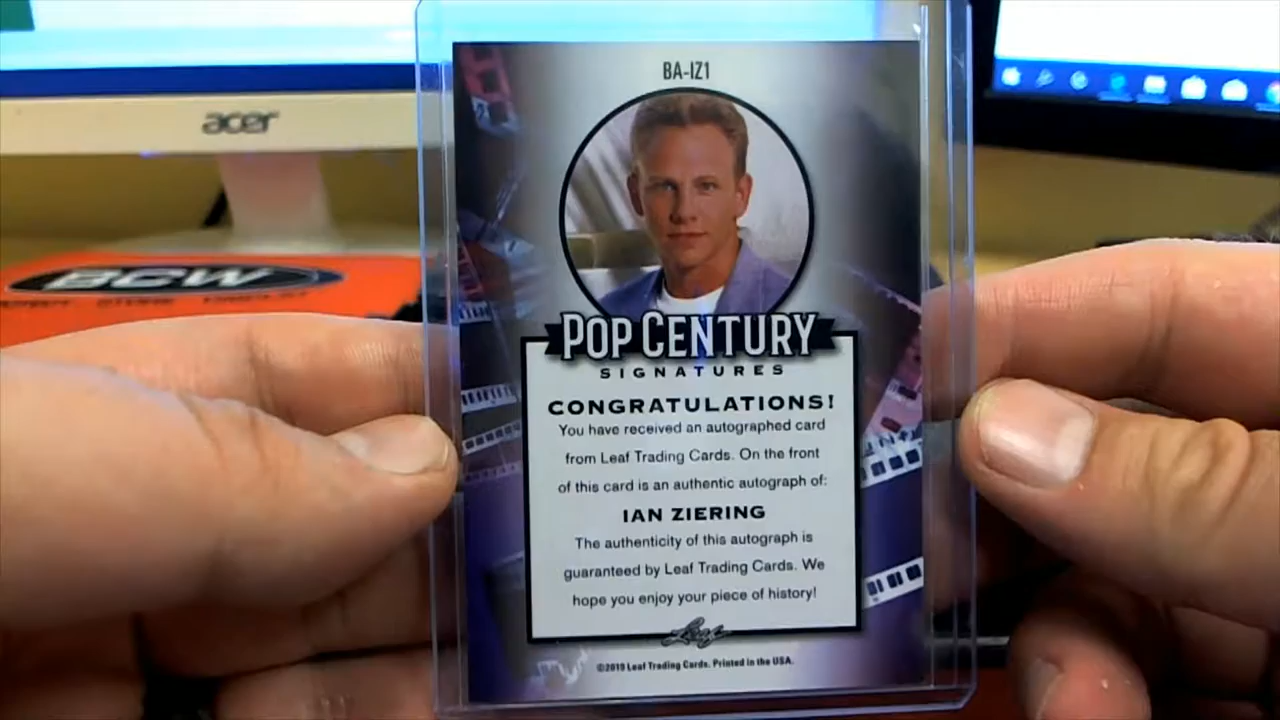 acer
BCW
BA-IZ1
POP CENTURY
SIGNATURES
CONGRATULATIONS!
You have received an autographed card
from Leaf Trading Cards. On the front
of this card is an authentic autograph of:
IAN ZIERING
The authenticity of this autograph is
guaranteed by Leaf Trading Cards. We
hope you enjoy your piece of history!
Leaf
©2019 Leaf Trading Cards. Printed in the USA.